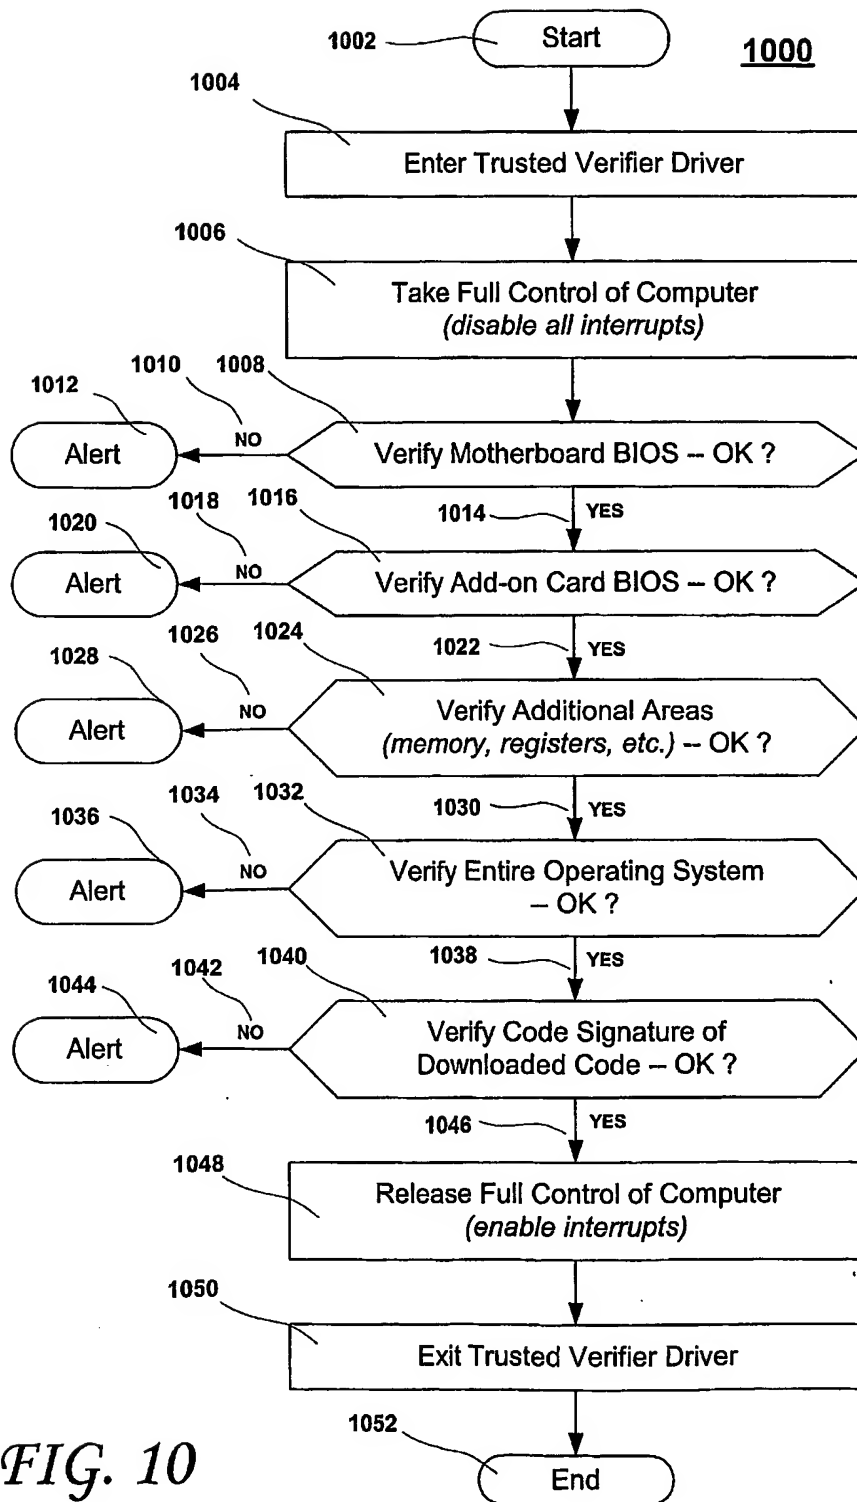 1002
Start
1000
1004
Enter Trusted Verifier Driver
1006
Take Full Control of Computer
(disable all interrupts)
1012
1010
1008
Alert
NO
Verify Motherboard BIOS – OK ?
1014
YES
1020
1018
1016
Alert
NO
Verify Add-on Card BIOS – OK ?
1022
YES
1028
1026
1024
Alert
NO
Verify Additional Areas
(memory, registers, etc.) – OK ?
1030
YES
1036
1034
1032
Alert
NO
Verify Entire Operating System
– OK ?
1038
YES
1044
1042
1040
Alert
NO
Verify Code Signature of
Downloaded Code – OK ?
1046
YES
1048
Release Full Control of Computer
(enable interrupts)
1050
Exit Trusted Verifier Driver
1052
End
FIG. 10